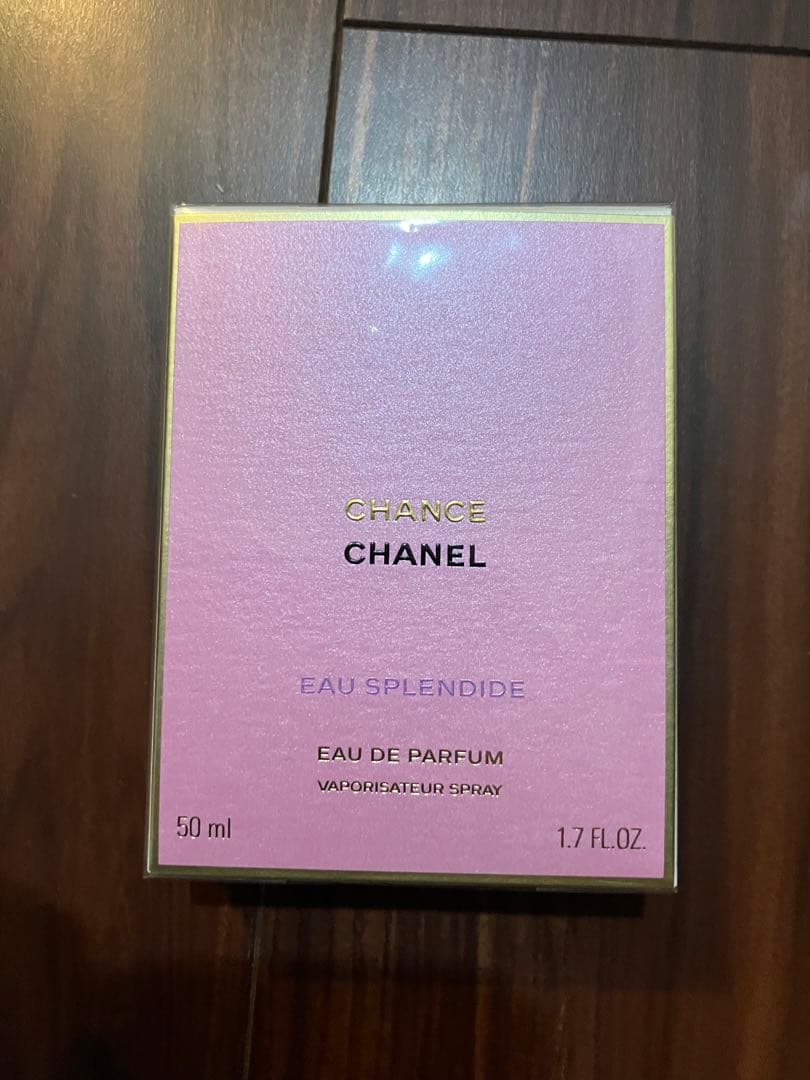 CHANCE
CHANEL
EAU SPLENDIDE
EAU DE PARFUM
VAPORISATEUR SPRAY
50 ml
1.7 FL.OZ.